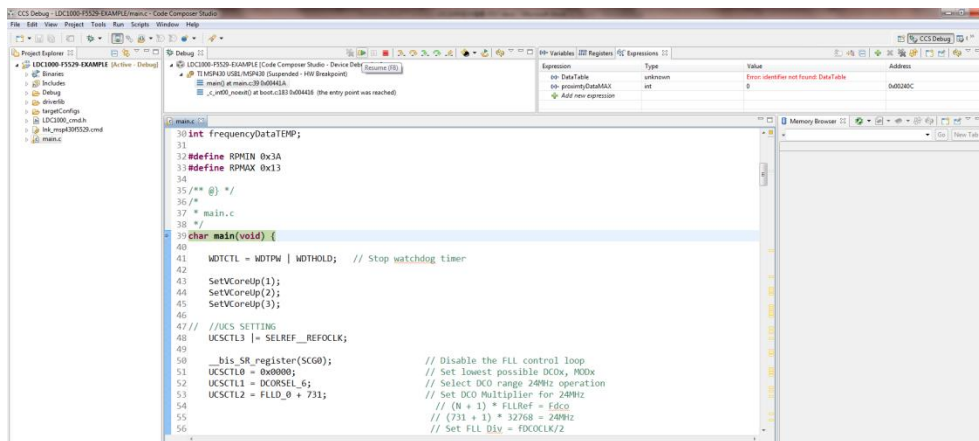 CCS Debug - LDC1000-F5529-EXAMPLE/main.c - Code Composer Studio
File Edit View Project Tools Run Scripts Window Help
CCS Debug
Project Explorer
LDC1000-F5529-EXAMPLE [Active - Debug]
Binaries
Includes
Debug
driverlib
targetConfigs
LDC1000_cmd.h
lnk_msp430f5529.cmd
main.c
Debug
LDC1000-F5529-EXAMPLE [Code Composer Studio - Device Deb
Resume (F8)
TI MSP430 USB1/MSP430 (Suspended - HW Breakpoint)
main() at main.c:39 0x00441A
_c_int00_noexit() at boot.c:183 0x004416 (the entry point was reached)
Variables Registers Expressions
Expression Type Value Address
DataTable unknown Error: identifier not found: DataTable
proximtyDataMAX int 0 0x00240C
Add new expression
main.c
30 int frequencyDataTEMP;
31
32 #define RPMIN 0x3A
33 #define RPMAX 0x13
34
35 /** @} */
36 /*
37 * main.c
38 */
39 char main(void) {
40
41 WDTCTL = WDTPW | WDTHOLD; // Stop watchdog timer
42
43 SetVCoreUp(1);
44 SetVCoreUp(2);
45 SetVCoreUp(3);
46
47 // //UCS SETTING
48 UCSCTL3 |= SELREF__REFOCLK;
49
50 __bis_SR_register(SCG0); // Disable the FLL control loop
51 UCSCTL0 = 0x0000; // Set lowest possible DCOx, MODx
52 UCSCTL1 = DCORSEL_6; // Select DCO range 24MHz operation
53 UCSCTL2 = FLLD_0 + 731; // Set DCO Multiplier for 24MHz
54 // (N + 1) * FLLRef = Fdco
55 // (731 + 1) * 32768 = 24MHz
56 // Set FLL Div = fDCOCLK/2
Memory Browser
Go New Tab